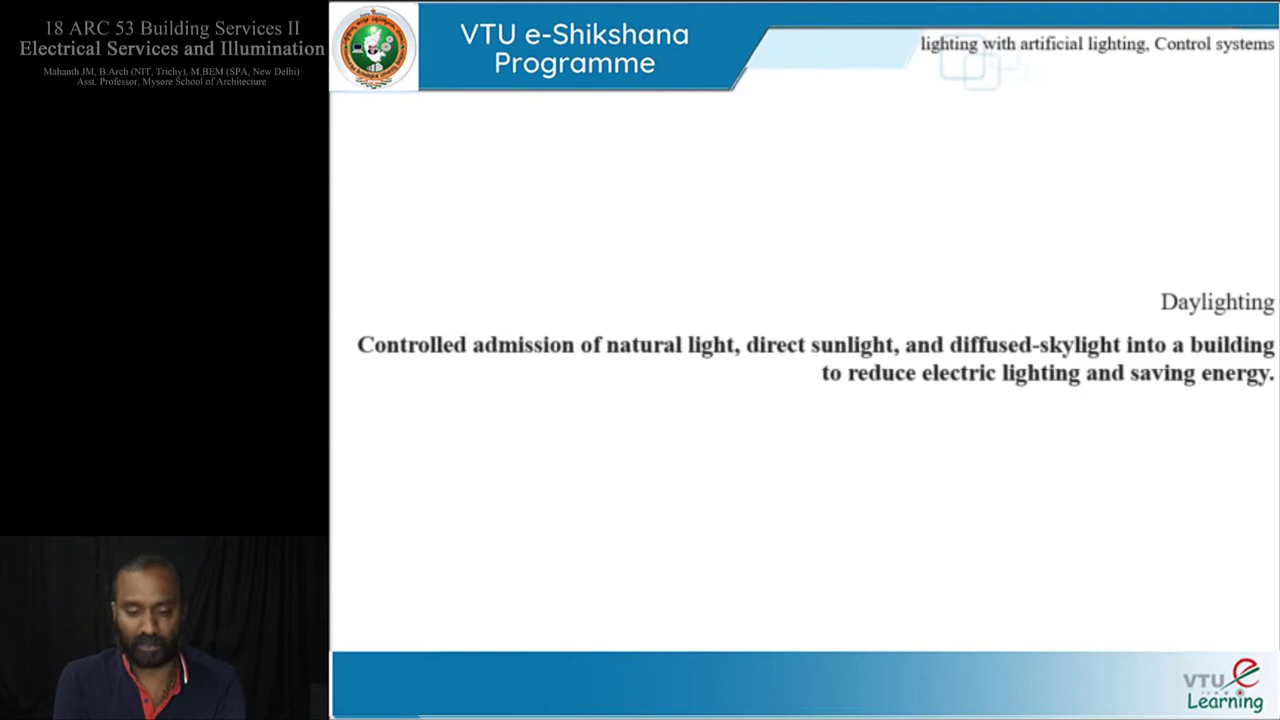 18 ARC 53 Building Services II
Electrical Services and Illumination
Mahanth JM, B.Arch (NIT, Trichy), M.BEM (SPA, New Delhi)
Asst. Professor, Mysore School of Architecture
VTU e-Shikshana
Programme
lighting with artificial lighting, Control systems
Daylighting
Controlled admission of natural light, direct sunlight, and diffused-skylight into a building
to reduce electric lighting and saving energy.
VTU e
Learning